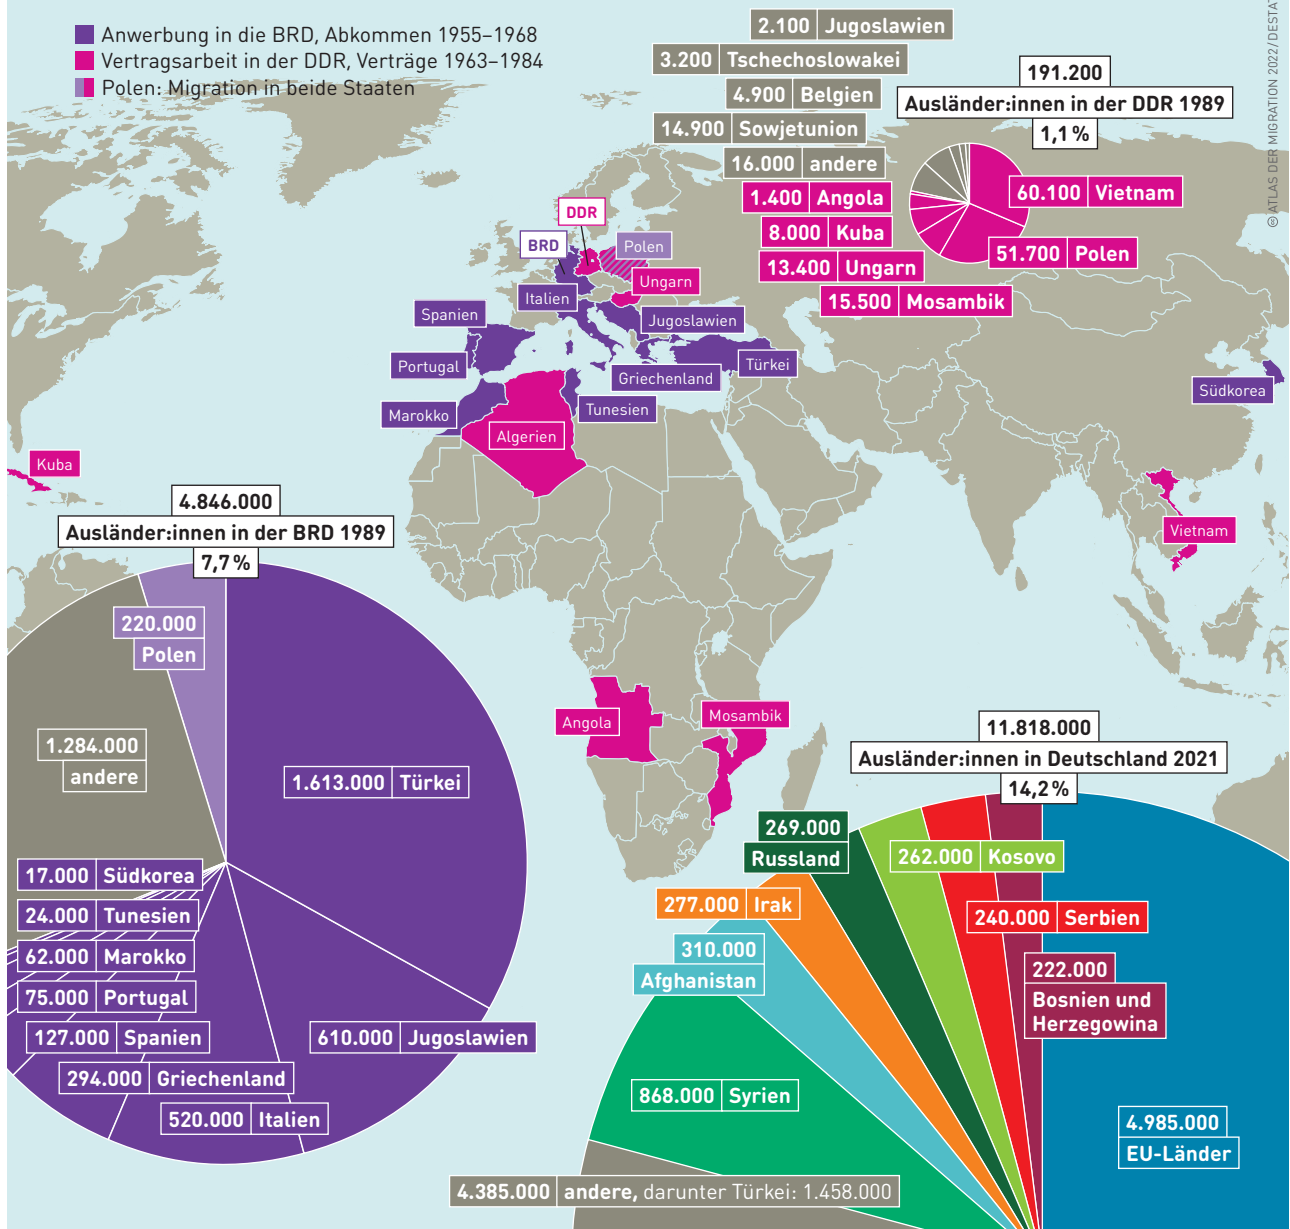 Anwerbung in die BRD, Abkommen 1955–1968
Vertragsarbeit in der DDR, Verträge 1963–1984
Polen: Migration in beide Staaten
2.100 Jugoslawien
3.200 Tschechoslowakei
4.900 Belgien
14.900 Sowjetunion
16.000 andere
1.400 Angola
8.000 Kuba
13.400 Ungarn
15.500 Mosambik
191.200
Ausländer:innen in der DDR 1989
1,1 %
60.100 Vietnam
51.700 Polen
© ATLAS DER MIGRATION 2022/DESTAT
DDR
BRD
Polen
Ungarn
Italien
Spanien
Jugoslawien
Portugal
Türkei
Griechenland
Marokko
Tunesien
Algerien
Südkorea
Kuba
Vietnam
Angola
Mosambik
4.846.000
Ausländer:innen in der BRD 1989
7,7 %
220.000
Polen
1.284.000
andere
1.613.000 Türkei
17.000 Südkorea
24.000 Tunesien
62.000 Marokko
75.000 Portugal
127.000 Spanien
610.000 Jugoslawien
294.000 Griechenland
520.000 Italien
11.818.000
Ausländer:innen in Deutschland 2021
14,2 %
269.000
Russland
262.000 Kosovo
277.000 Irak
240.000 Serbien
310.000
Afghanistan
222.000
Bosnien und
Herzegowina
868.000 Syrien
4.985.000
EU-Länder
4.385.000 andere, darunter Türkei: 1.458.000